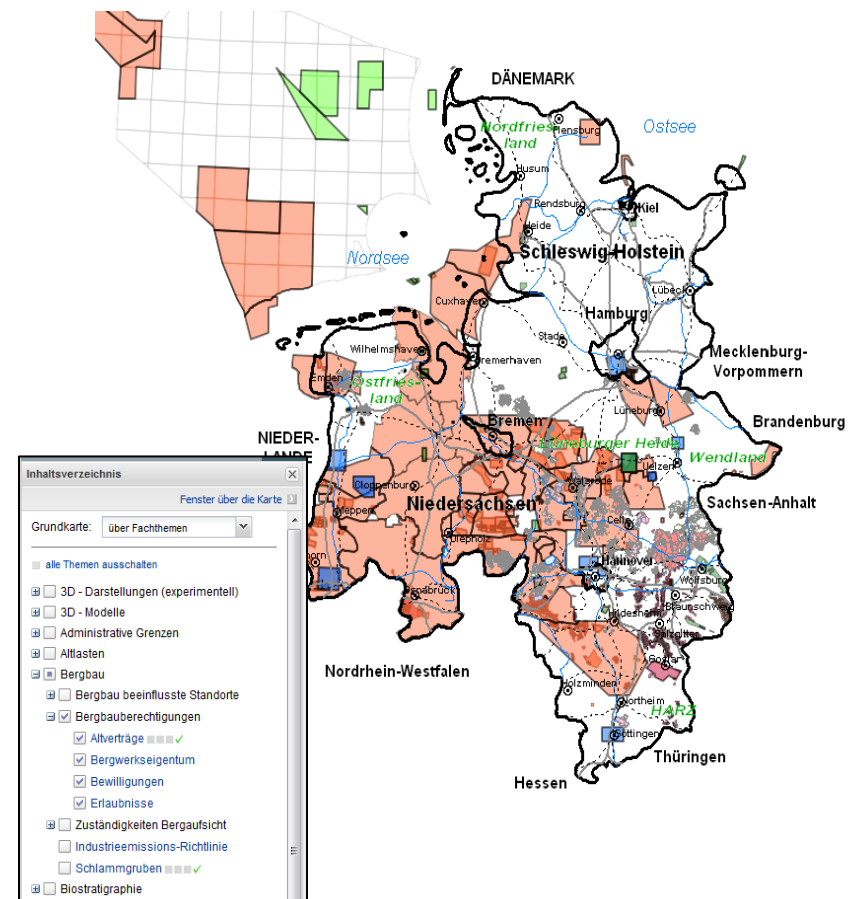 DÄNEMARK
Nordfries-
land
Flensburg
Ostsee
Husum
Rendsburg
Kiel
Heide
Schleswig-Holstein
Nordsee
Lübeck
Cuxhaven
Hamburg
Stade
Wilhelmshaven
Bremerhaven
Mecklenburg-
Vorpommern
Emden
Ostfries-
land
Lüneburg
Bremen
Brandenburg
NIEDER-
LANDE
Lüneburger Heide
Wendland
Uelzen
Cloppenburg
Walsrode
Niedersachsen
Sachsen-Anhalt
Meppen
Celle
Diepholz
Hannover
Wolfsburg
Osnabrück
Braunschweig
Hildesheim
Salzgitter
Nordrhein-Westfalen
Goslar
Holzminden
Northeim
HARZ
Göttingen
Thüringen
Hessen
Inhaltsverzeichnis
Fenster über die Karte
Grundkarte: über Fachthemen
alle Themen ausschalten
3D - Darstellungen (experimentell)
3D - Modelle
Administrative Grenzen
Altlasten
Bergbau
Bergbau beeinflusste Standorte
Bergbauberechtigungen
Altverträge
Bergwerkseigentum
Bewilligungen
Erlaubnisse
Zuständigkeiten Bergaufsicht
Industrieemissions-Richtlinie
Schlammgruben
Biostratigraphie